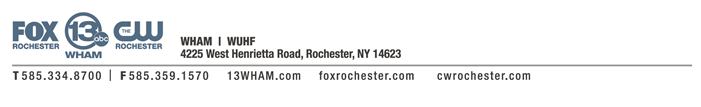 FOX 13 abc THE CW
ROCHESTER WHAM ROCHESTER
WHAM | WUHF
4225 West Henrietta Road, Rochester, NY 14623
T 585.334.8700 | F 585.359.1570 13WHAM.com foxrochester.com cwrochester.com